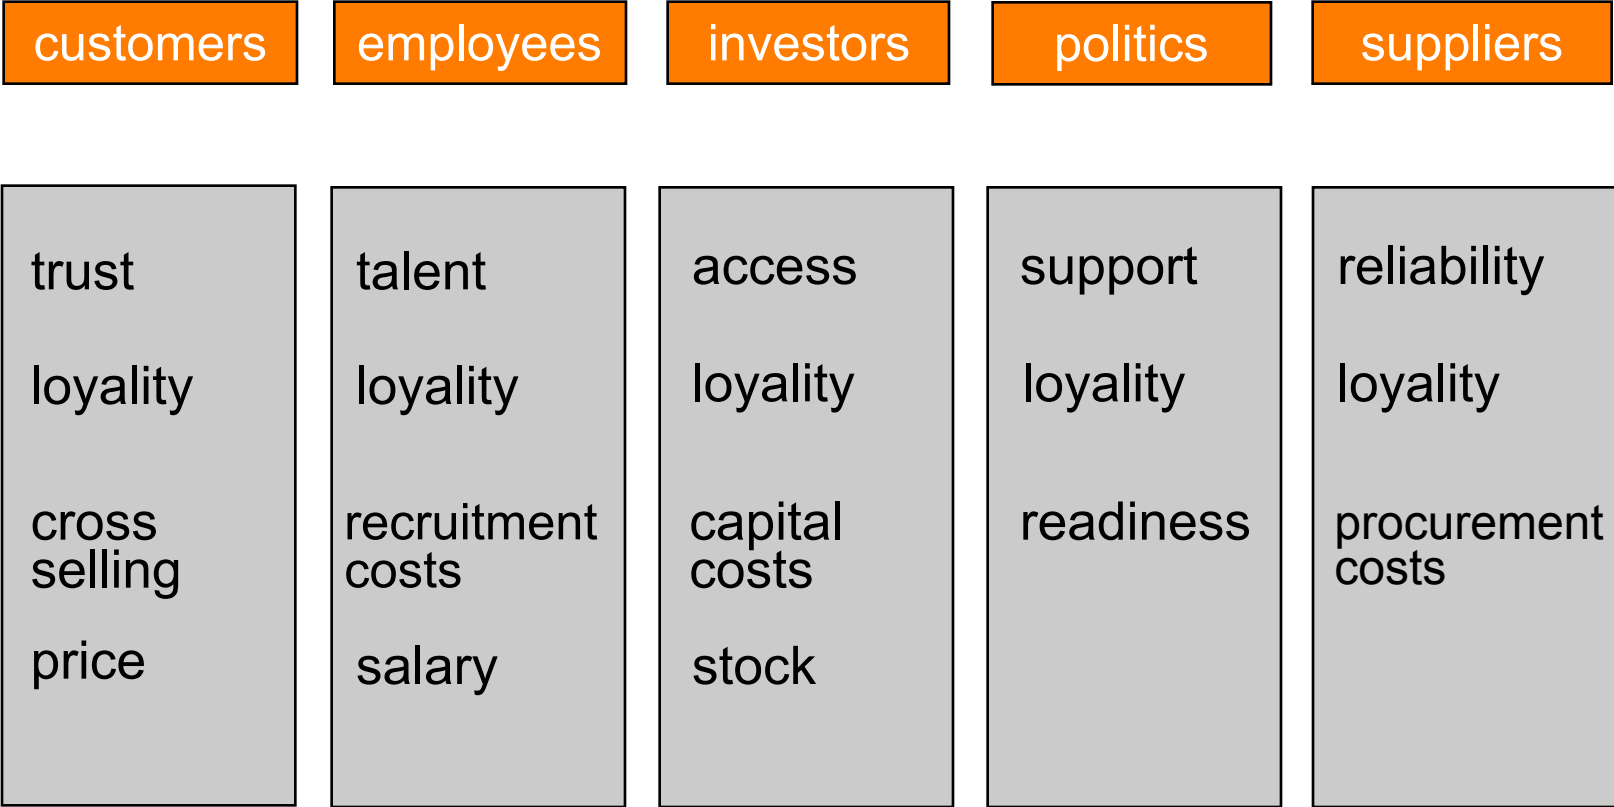 customers
employees
investors
politics
suppliers
trust
loyality
cross
selling
price
talent
loyality
recruitment
costs
salary
access
loyality
capital
costs
stock
support
loyality
readiness
reliability
loyality
procurement
costs